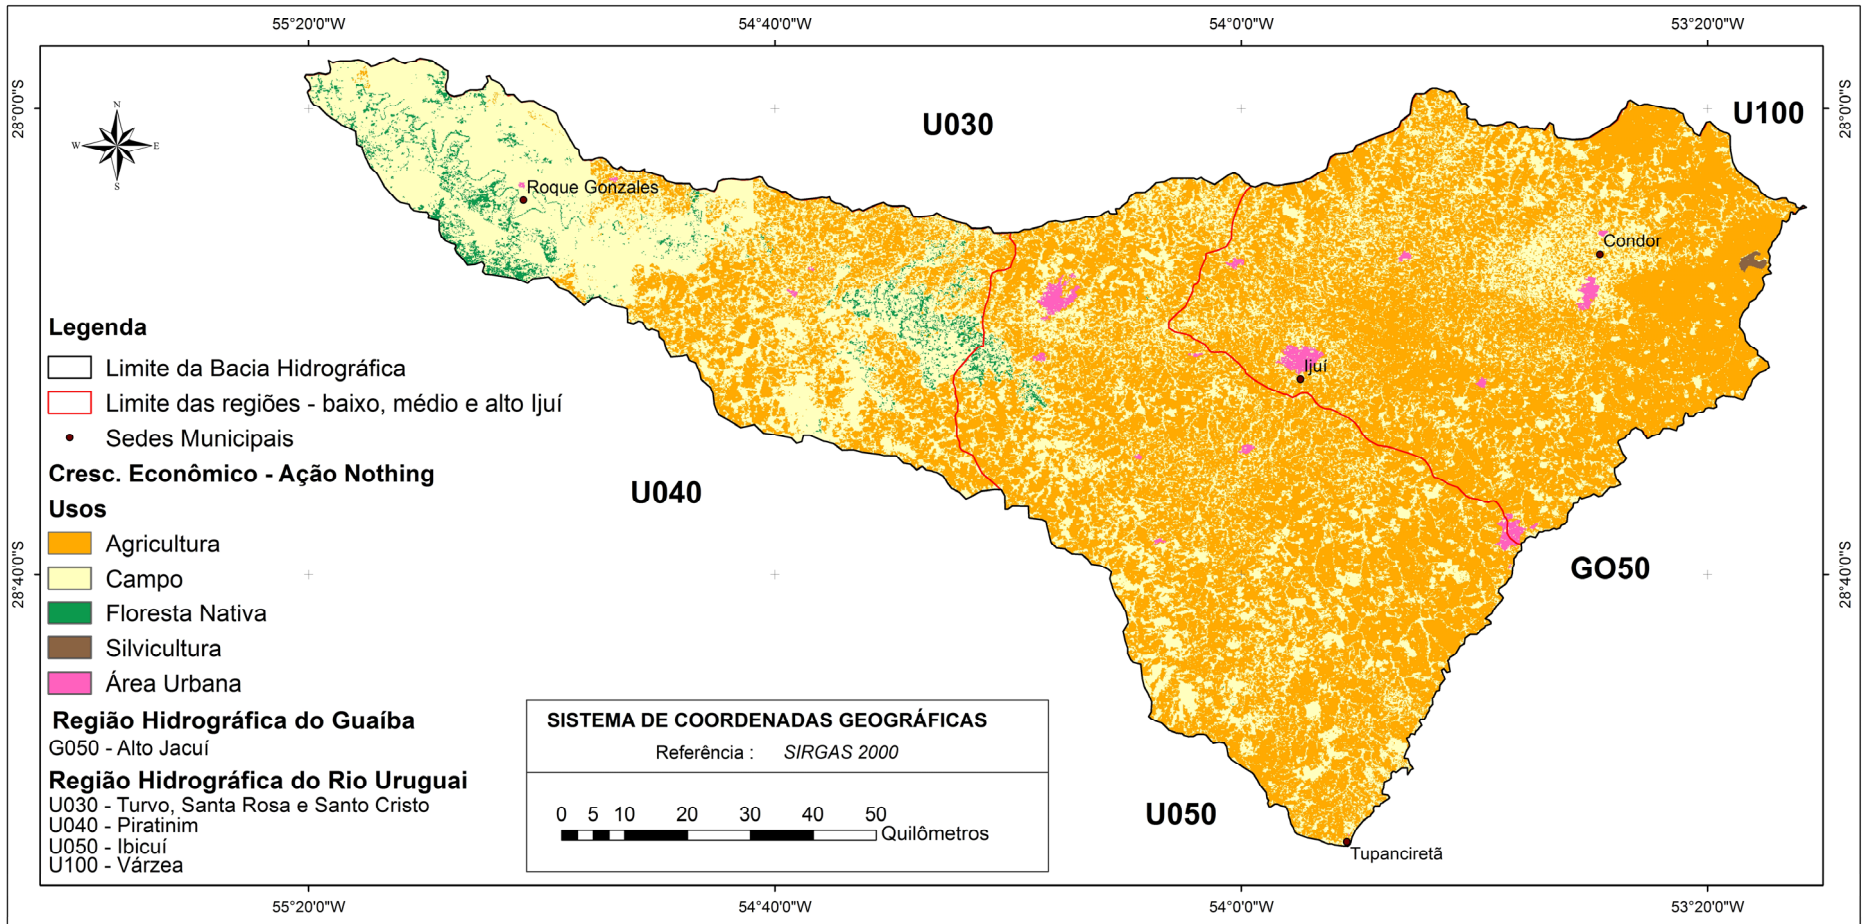 55°20'0"W 54°40'0"W 54°0'0"W 53°20'0"W
28°0'0"S
28°0'0"S
N
W E
S
U030
U100
Roque Gonzales
Condor
Ijuí
U040
GO50
U050
Tupanciretã
28°40'0"S
28°40'0"S
Legenda
Limite da Bacia Hidrográfica
Limite das regiões - baixo, médio e alto Ijuí
Sedes Municipais
Cresc. Econômico - Ação Nothing
Usos
Agricultura
Campo
Floresta Nativa
Silvicultura
Área Urbana
Região Hidrográfica do Guaíba
G050 - Alto Jacuí
Região Hidrográfica do Rio Uruguai
U030 - Turvo, Santa Rosa e Santo Cristo
U040 - Piratinim
U050 - Ibicuí
U100 - Várzea
SISTEMA DE COORDENADAS GEOGRÁFICAS
Referência : SIRGAS 2000
0 5 10 20 30 40 50
Quilômetros
55°20'0"W 54°40'0"W 54°0'0"W 53°20'0"W